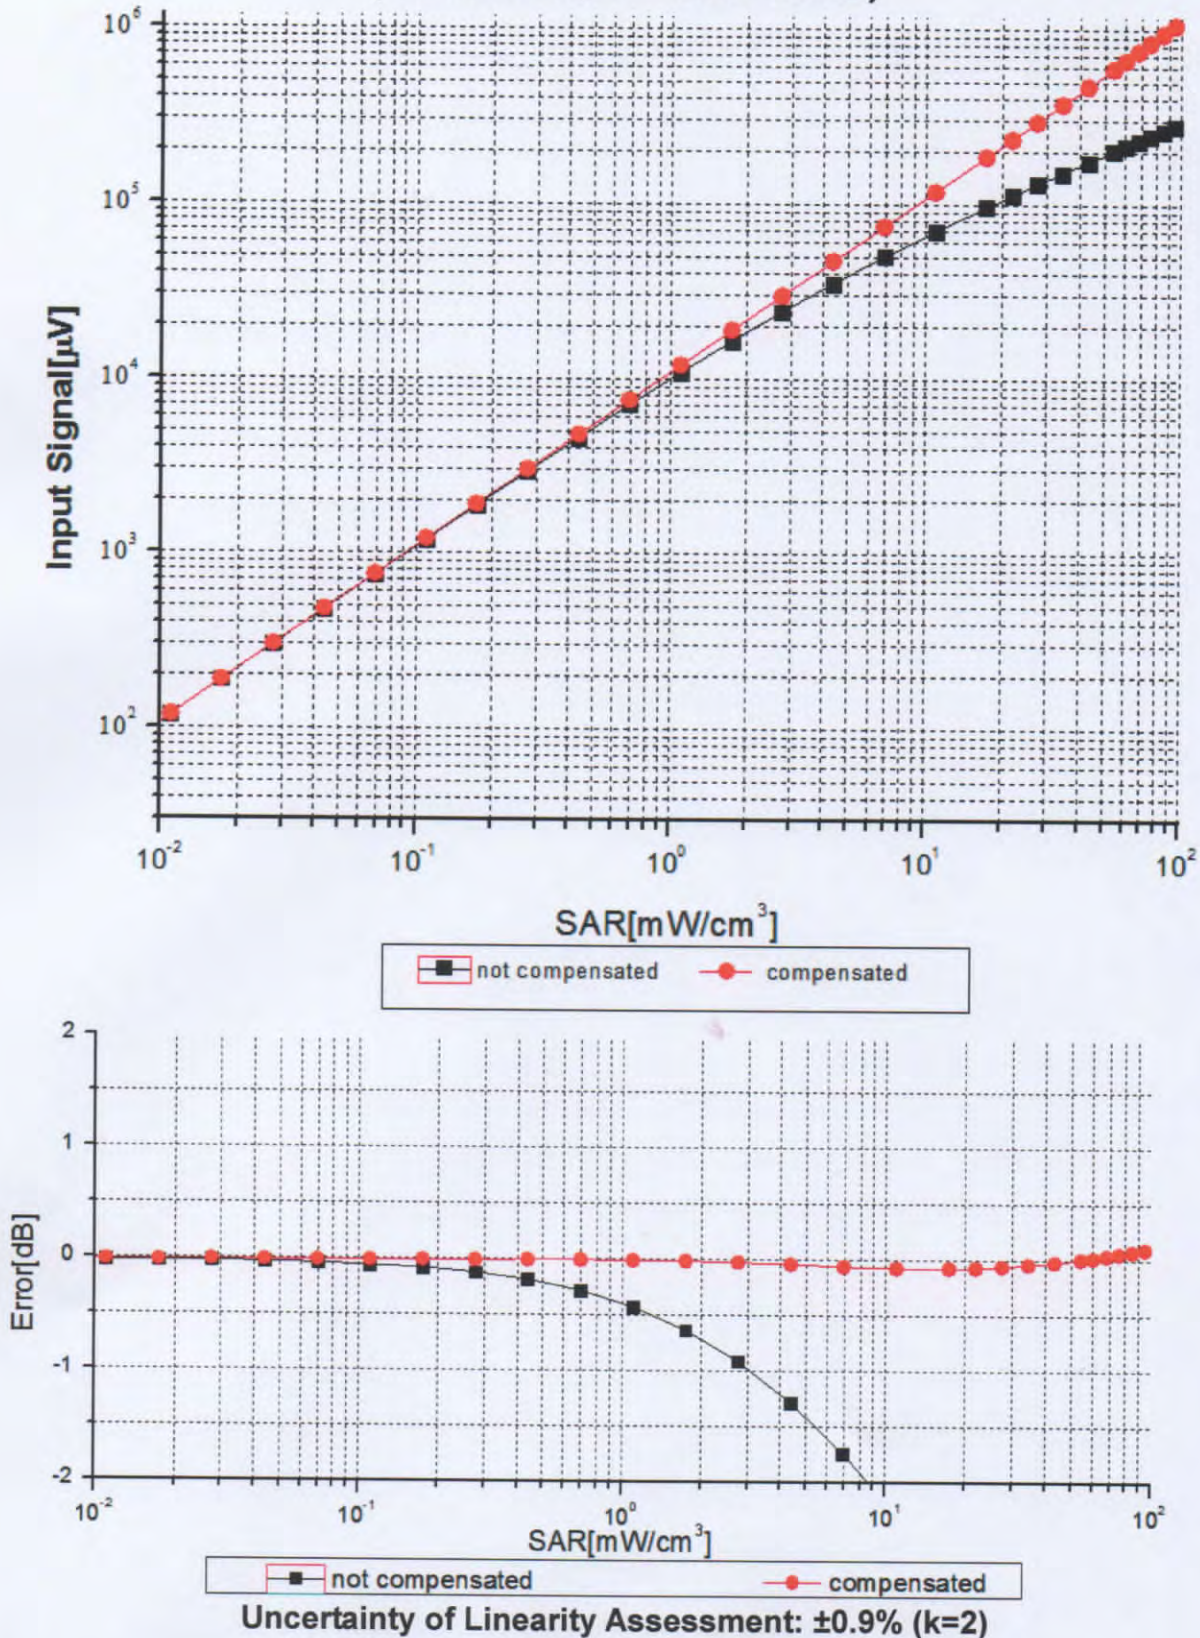 10^6
10^5
10^4
10^3
10^2
Input Signal[µV]
10^-2 10^-1 10^0 10^1 10^2
SAR[mW/cm^3]
not compensated compensated
2
1
0
-1
-2
Error[dB]
10^-2 10^-1 10^0 10^1 10^2
SAR[mW/cm^3]
not compensated compensated
Uncertainty of Linearity Assessment: ±0.9% (k=2)